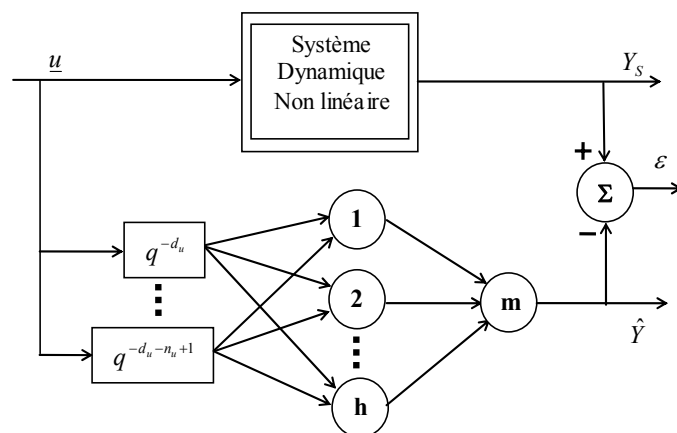 u
Système
Dynamique
Non linéaire
Y_S
+
Σ
ε
−
1
q^{-d_u}
2
m
Ŷ
q^{-d_u-n_u+1}
h